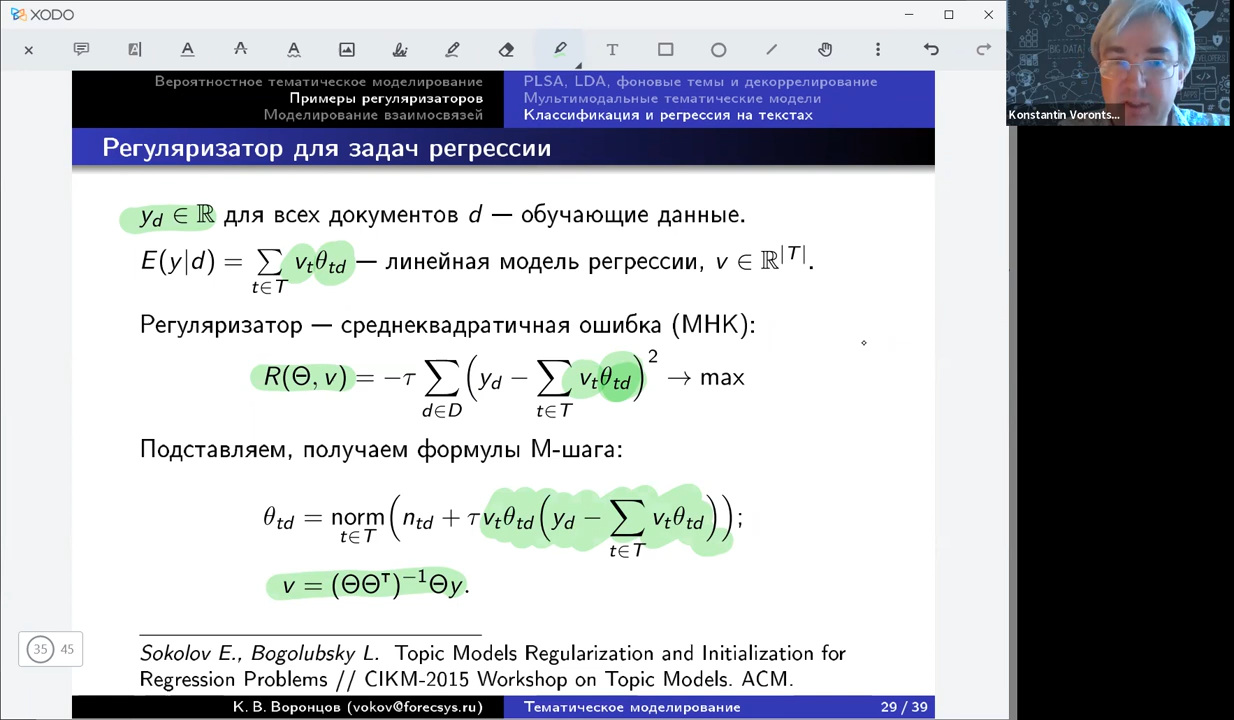 XODO
Вероятностное тематическое моделирование
Примеры регуляризаторов
Моделирование взаимосвязей
PLSA, LDA, фоновые темы и декоррелирование
Мультимодальные тематические модели
Классификация и регрессия на текстах
Konstantin Voronts...
BIG DATA
Регуляризатор для задач регрессии
y_d ∈ ℝ для всех документов d — обучающие данные.
E(y|d) = ∑_{t∈T} v_t θ_{td} — линейная модель регрессии, v ∈ ℝ^{|T|}.
Регуляризатор — среднеквадратичная ошибка (МНК):
R(Θ, v) = −τ ∑_{d∈D} (y_d − ∑_{t∈T} v_t θ_{td})² → max
Подставляем, получаем формулы М-шага:
θ_{td} = norm_{t∈T} (n_{td} + τ v_t θ_{td} (y_d − ∑_{t∈T} v_t θ_{td}));
v = (ΘΘ^T)^{−1} Θy.
35 45
Sokolov E., Bogolubsky L. Topic Models Regularization and Initialization for
Regression Problems // CIKM-2015 Workshop on Topic Models. ACM.
К. В. Воронцов (vokov@forecsys.ru)
Тематическое моделирование
29 / 39